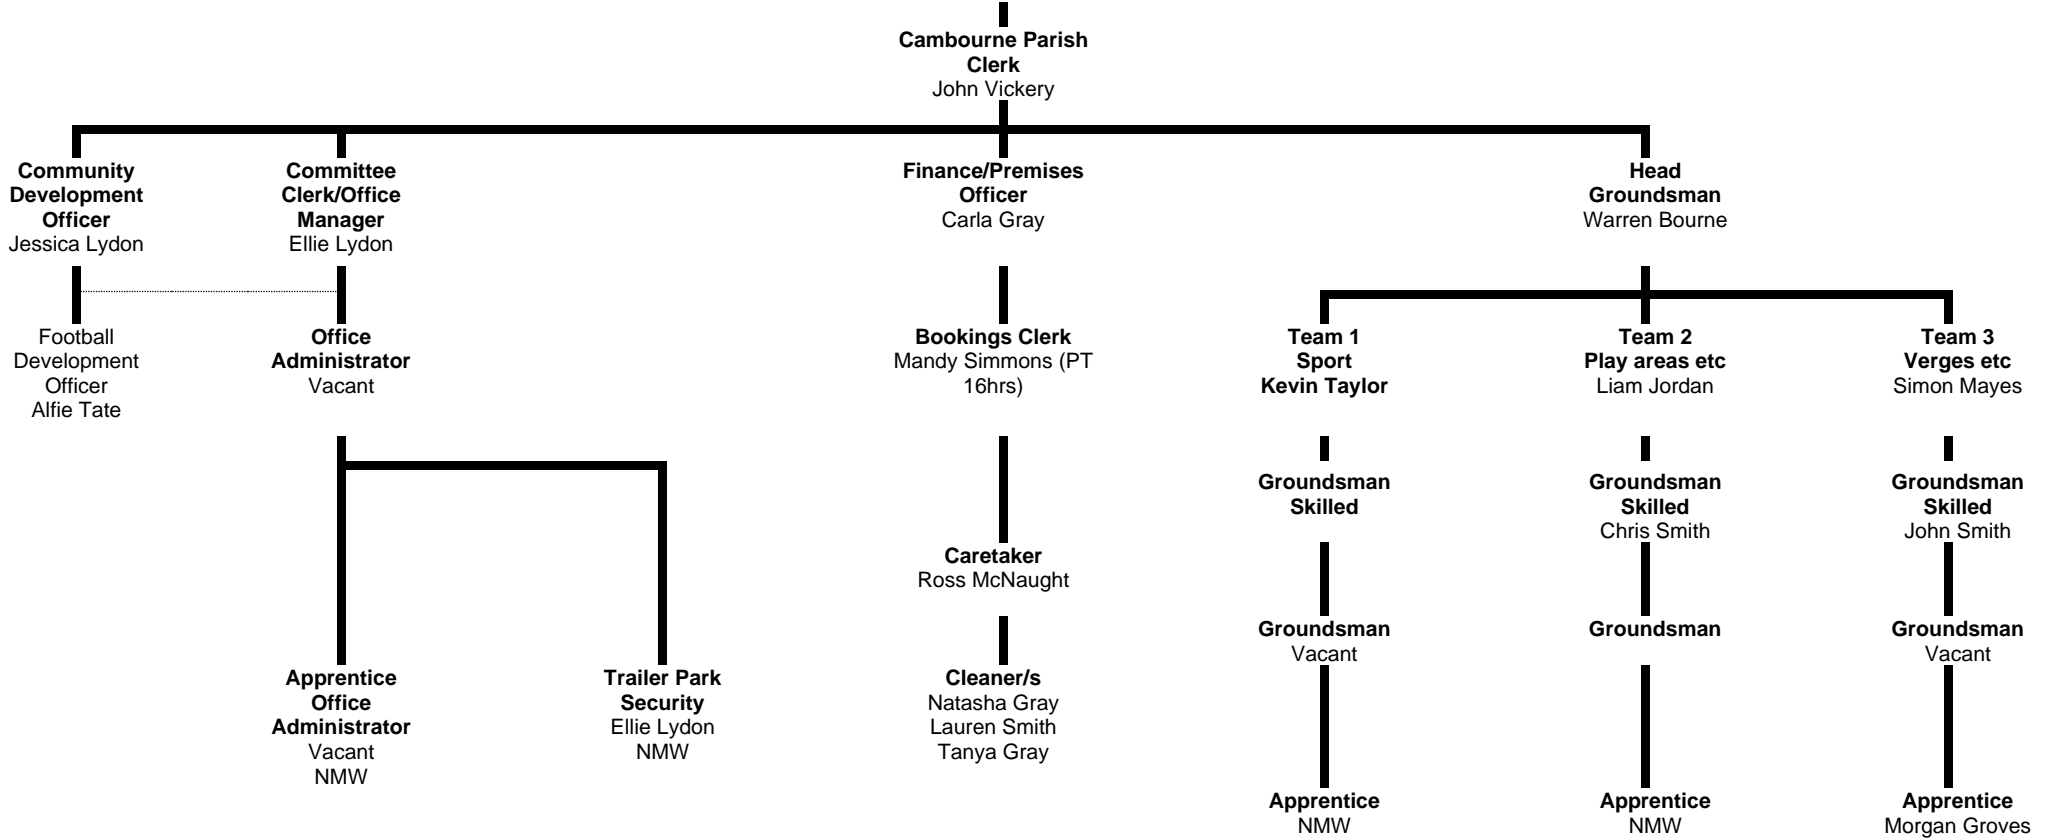 Cambourne Parish
Clerk
John Vickery
Community
Development
Officer
Jessica Lydon
Committee
Clerk/Office
Manager
Ellie Lydon
Finance/Premises
Officer
Carla Gray
Head
Groundsman
Warren Bourne
Football
Development
Officer
Alfie Tate
Office
Administrator
Vacant
Bookings Clerk
Mandy Simmons (PT
16hrs)
Team 1
Sport
Kevin Taylor
Team 2
Play areas etc
Liam Jordan
Team 3
Verges etc
Simon Mayes
Groundsman
Skilled
Groundsman
Skilled
Chris Smith
Groundsman
Skilled
John Smith
Caretaker
Ross McNaught
Groundsman
Vacant
Groundsman
Groundsman
Vacant
Apprentice
Office
Administrator
Vacant
NMW
Trailer Park
Security
Ellie Lydon
NMW
Cleaner/s
Natasha Gray
Lauren Smith
Tanya Gray
Apprentice
NMW
Apprentice
NMW
Apprentice
Morgan Groves